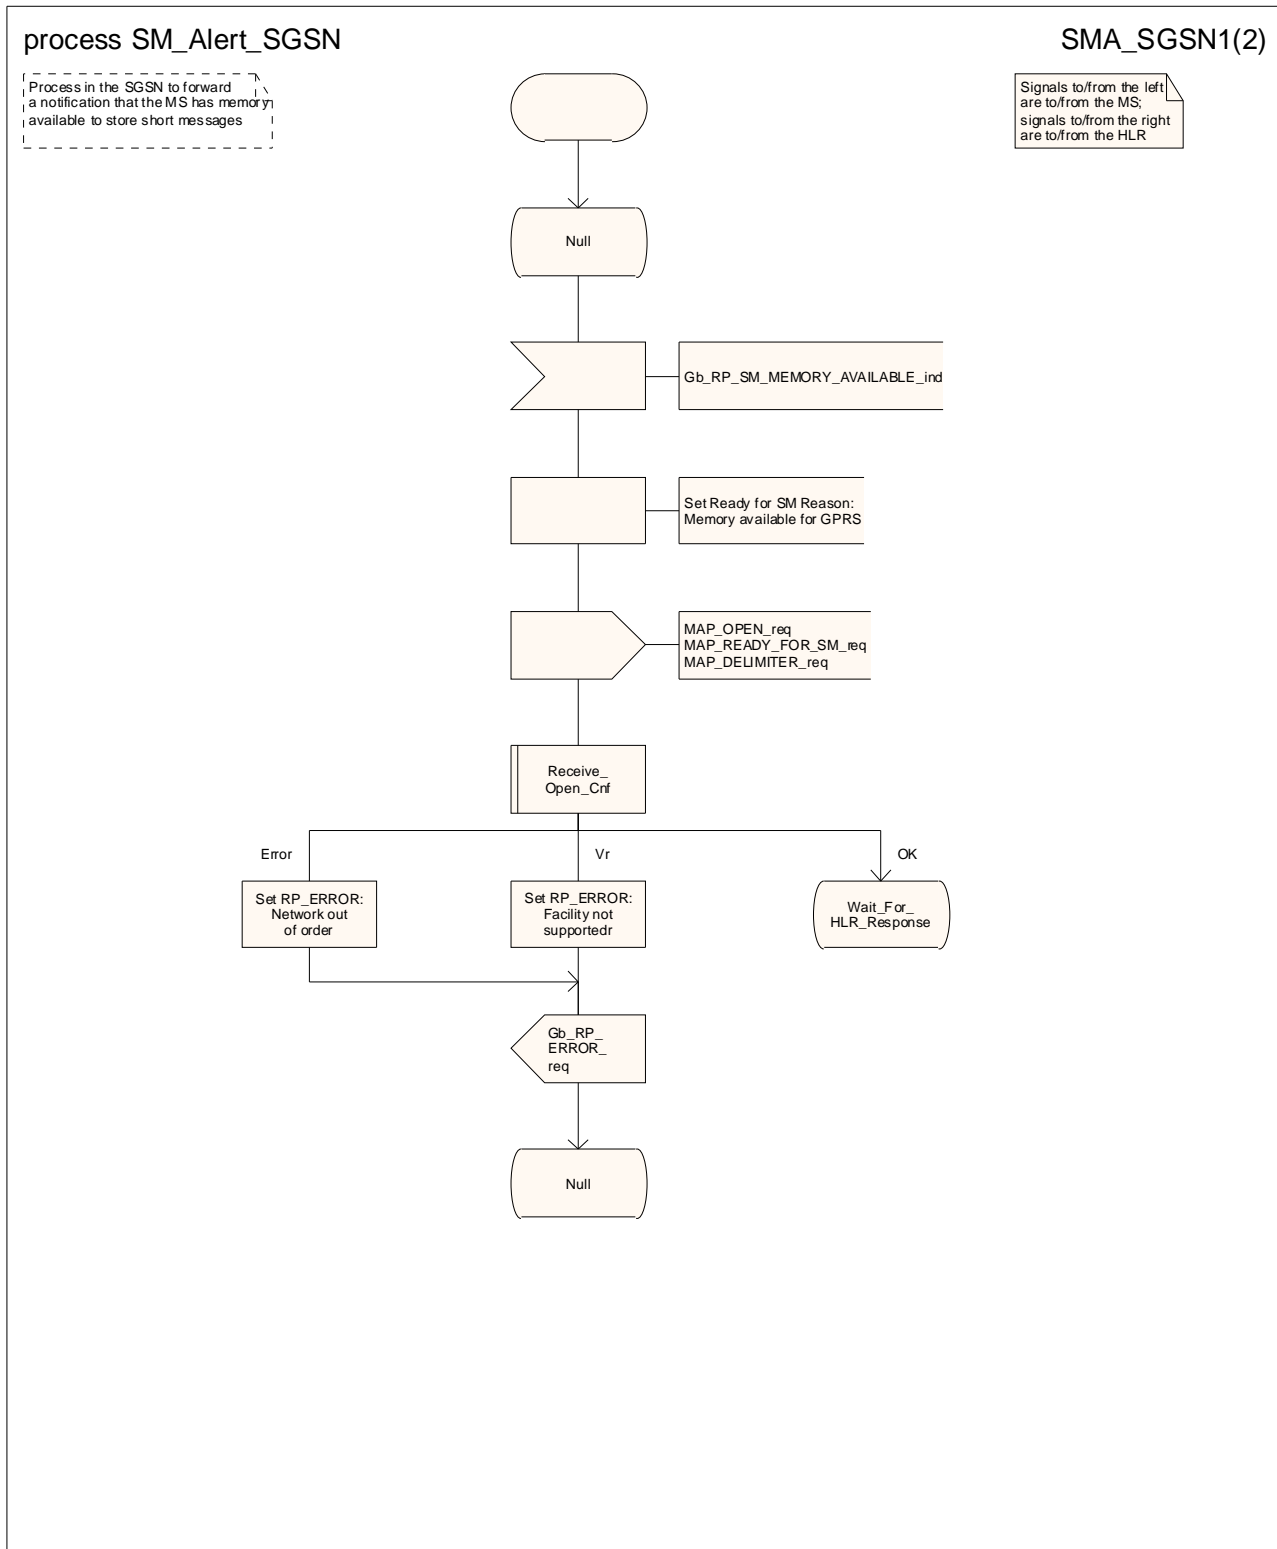 process SM_Alert_SGSN
SMA_SGSN1(2)
Process in the SGSN to forward
a notification that the MS has memory
available to store short messages
Signals to/from the left
are to/from the MS;
signals to/from the right
are to/from the HLR
Null
Gb_RP_SM_MEMORY_AVAILABLE_ind
Set Ready for SM Reason:
Memory available for GPRS
MAP_OPEN_req
MAP_READY_FOR_SM_req
MAP_DELIMITER_req
Receive_
Open_Cnf
Error
Vr
OK
Set RP_ERROR:
Network out
of order
Set RP_ERROR:
Facility not
supportedr
Wait_For_
HLR_Response
Gb_RP_
ERROR_
req
Null